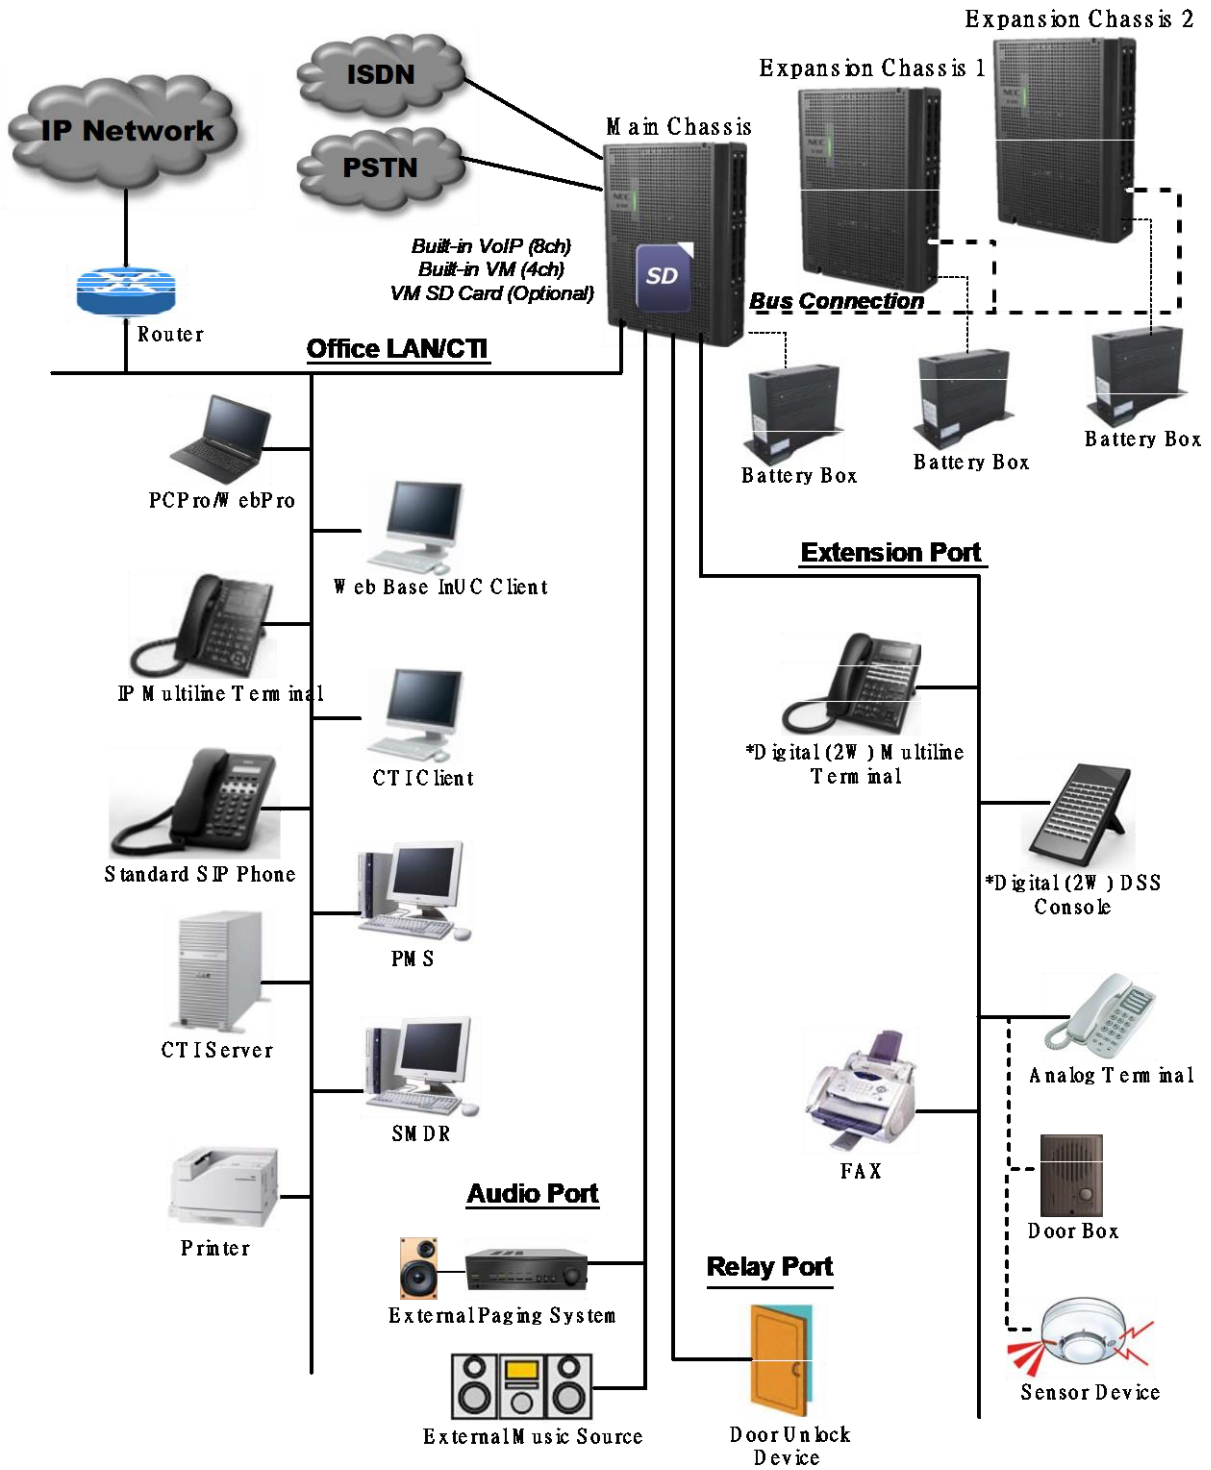 Expansion Chassis 2
Expansion Chassis 1
ISDN
IP Network
Main Chassis
PSTN
NEC
NEC
NEC
Built-in VoIP (8ch)
Built-in VM (4ch)
VM SD Card (Optional)
SD
Bus Connection
Router
Office LAN/CTI
Battery Box
Battery Box
Battery Box
PCPro/WebPro
Web Base InUC Client
Extension Port
IP Multiline Terminal
CTI Client
*Digital (2W) Multiline
Terminal
Standard SIP Phone
*Digital (2W) DSS
Console
PMS
CTI Server
Analog Terminal
SMDR
FAX
Audio Port
Door Box
Printer
Relay Port
External Paging System
Sensor Device
External Music Source
Door Unlock
Device